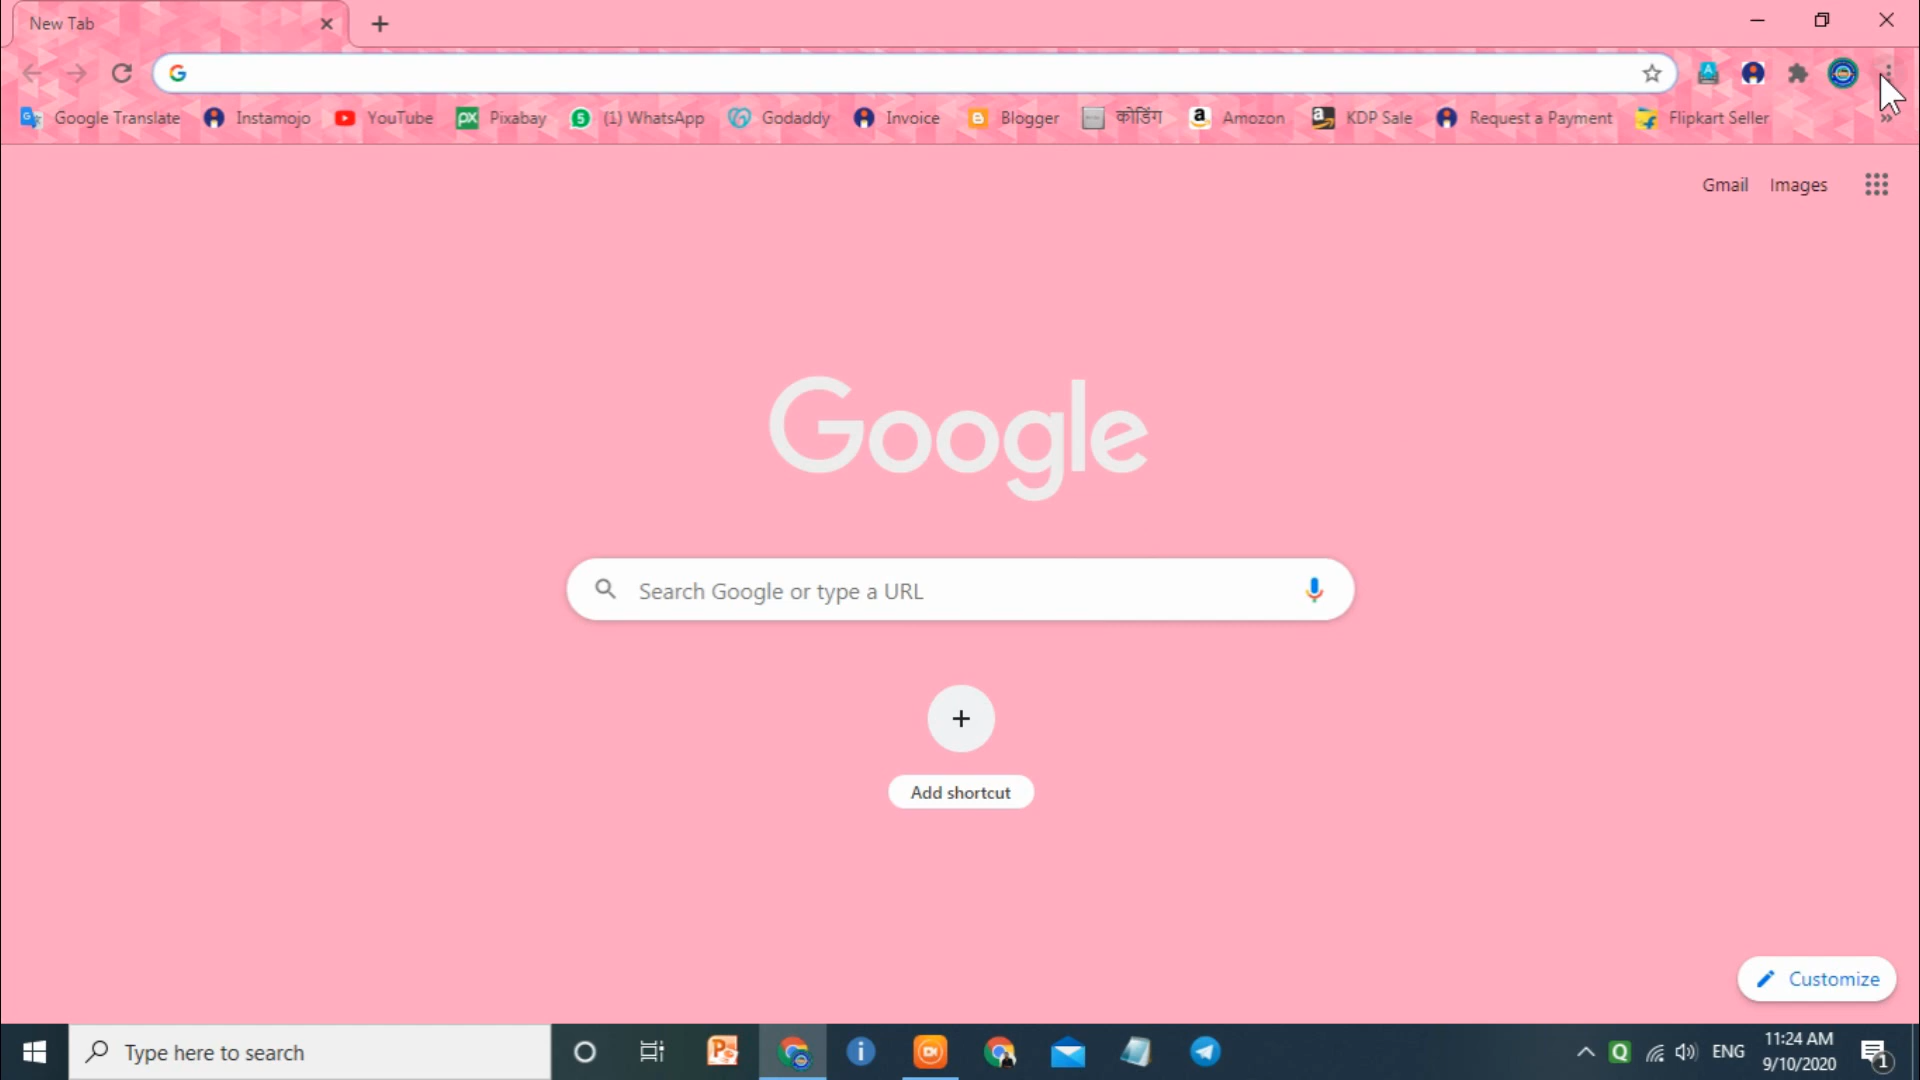 New Tab
Google Translate Instamojo YouTube Pixabay (1) WhatsApp Godaddy Invoice Blogger कोडिंग Amozon KDP Sale Request a Payment Flipkart Seller »
Gmail Images
Google
Search Google or type a URL
Add shortcut
Customize
Type here to search
ENG
11:24 AM
9/10/2020
1